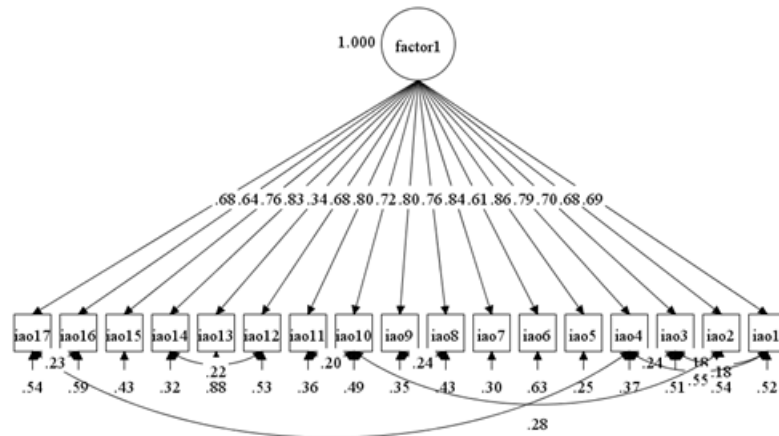 1.000 factor1
.68 .64 .76 .83 .34 .68 .80 .72 .80 .76 .84 .61 .86 .79 .70 .68 .69
iao17 iao16 iao15 iao14 iao13 iao12 iao11 iao10 iao9 iao8 iao7 iao6 iao5 iao4 iao3 iao2 iao1
.23 .22 .20 .24 .24 .18 .18
.54 .59 .43 .32 .88 .53 .36 .49 .35 .43 .30 .63 .25 .37 .51 .55 .54 .52
.28